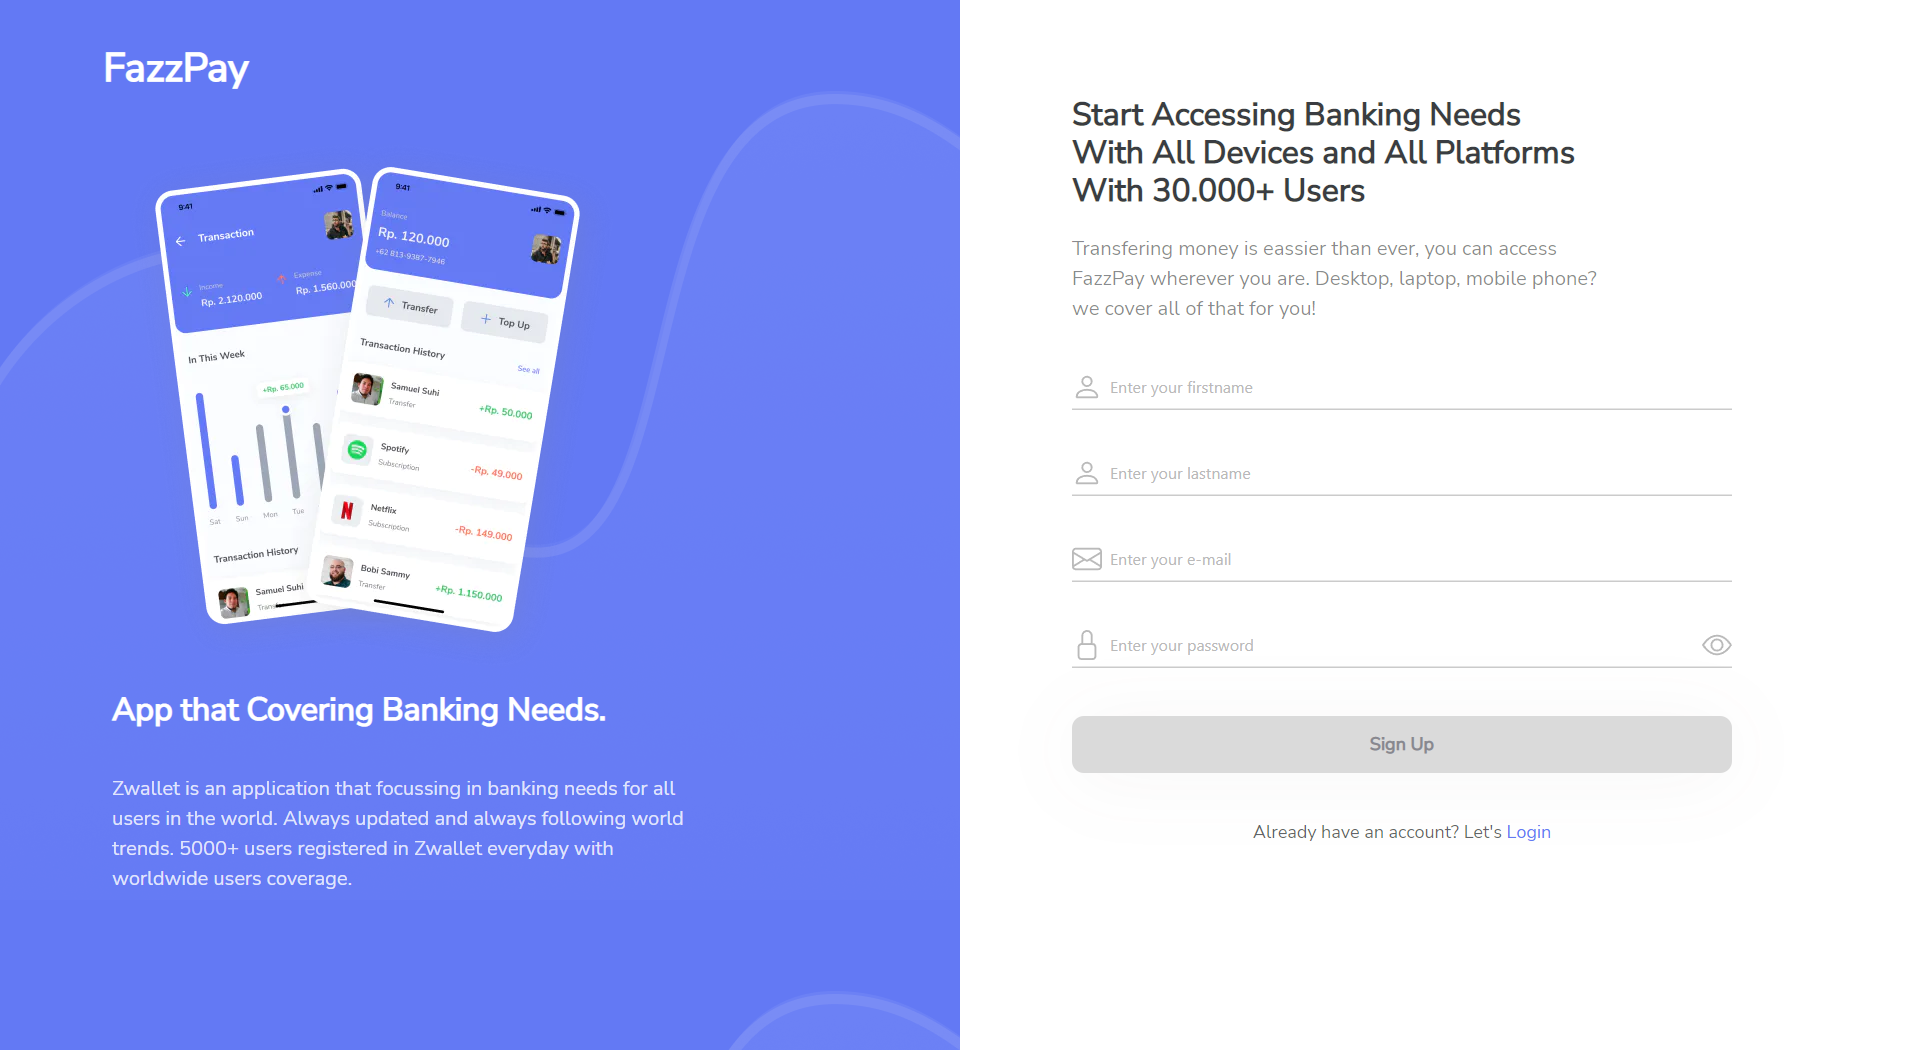 FazzPay
9:41
Transaction
Income
Rp. 2.120.000
Expense
Rp. 1.560.000
In This Week
+Rp. 65.000
Sat
Sun
Mon
Tue
Transaction History
Samuel Suhi
9:41
Balance
Rp. 120.000
+62 813-9387-7946
Transfer
Top Up
Transaction History
See all
Samuel Suhi
Transfer
+Rp. 50.000
Spotify
Subscription
-Rp. 49.000
Netflix
Subscription
-Rp. 149.000
Bobi Sammy
Transfer
+Rp. 1.150.000
App that Covering Banking Needs.
Zwallet is an application that focussing in banking needs for all
users in the world. Always updated and always following world
trends. 5000+ users registered in Zwallet everyday with
worldwide users coverage.
Start Accessing Banking Needs
With All Devices and All Platforms
With 30.000+ Users
Transfering money is eassier than ever, you can access
FazzPay wherever you are. Desktop, laptop, mobile phone?
we cover all of that for you!
Enter your firstname
Enter your lastname
Enter your e-mail
Enter your password
Sign Up
Already have an account? Let's Login